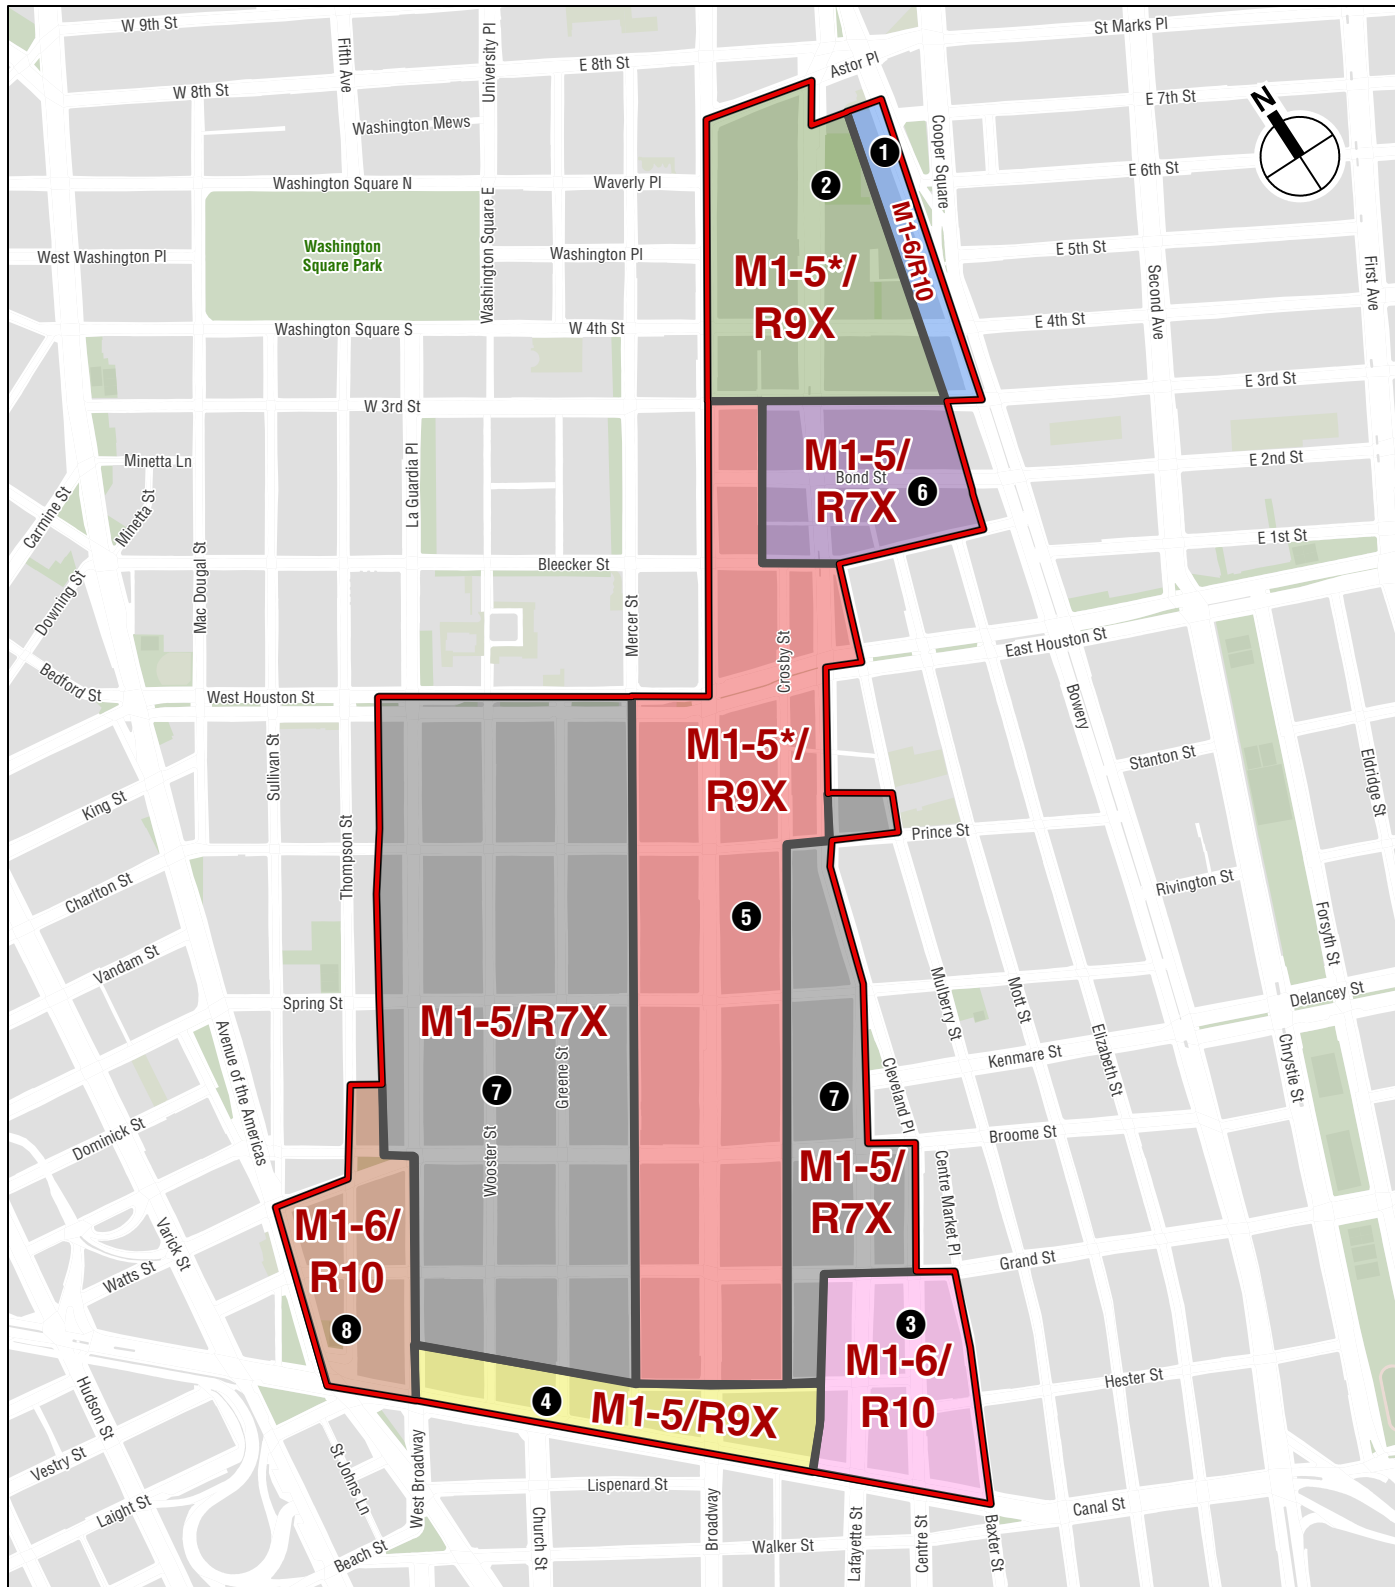 W 9th St
Fifth Ave
University Pl
E 8th St
Astor Pl
St Marks Pl
W 8th St
Washington Mews
Cooper Square
E 7th St
N
1
E 6th St
Washington Square N
Waverly Pl
2
M1-6/R10
West Washington Pl
Washington
Square Park
Washington Square E
Washington Pl
E 5th St
M1-5*/
R9X
Second Ave
First Ave
Washington Square S
W 4th St
E 4th St
W 3rd St
E 3rd St
Minetta Ln
La Guardia Pl
M1-5/
Bond St
R7X
6
E 2nd St
Carmine St
Minetta St
E 1st St
Bleecker St
Downing St
Mac Dougal St
Mercer St
Crosby St
East Houston St
Bedford St
West Houston St
Bowery
M1-5*/
R9X
Stanton St
Sullivan St
Eldridge St
King St
Thompson St
Prince St
Charlton St
Rivington St
5
Forsyth St
Vandam St
Mulberry St
Mott St
Spring St
M1-5/R7X
Delancey St
Avenue of the Americas
Greene St
7
7
Cleveland Pl
Kenmare St
Elizabeth St
Chrystie St
Dominick St
Wooster St
Broome St
M1-5/
R7X
Centre Market Pl
M1-6/
R10
Varick St
Watts St
Grand St
8
3
M1-6/
R10
Hester St
Hudson St
4
M1-5/R9X
Vestry St
St Johns Ln
West Broadway
Lispenard St
Broadway
Laight St
Church St
Lafayette St
Centre St
Baxter St
Canal St
Beach St
Walker St